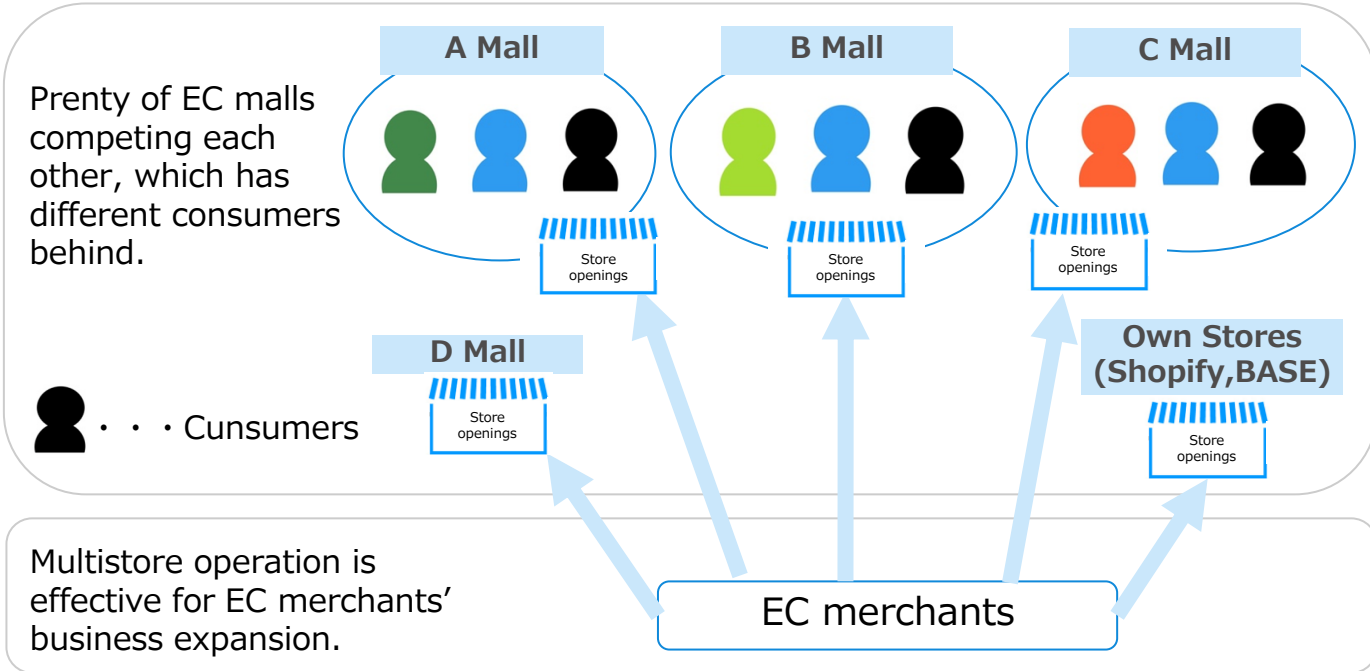 A Mall
B Mall
C Mall
Prenty of EC malls
competing each
other, which has
different consumers
behind.
Store
openings
Store
openings
Store
openings
D Mall
Store
openings
Own Stores
(Shopify,BASE)
Store
openings
・・・Cunsumers
Multistore operation is
effective for EC merchants’
business expansion.
EC merchants